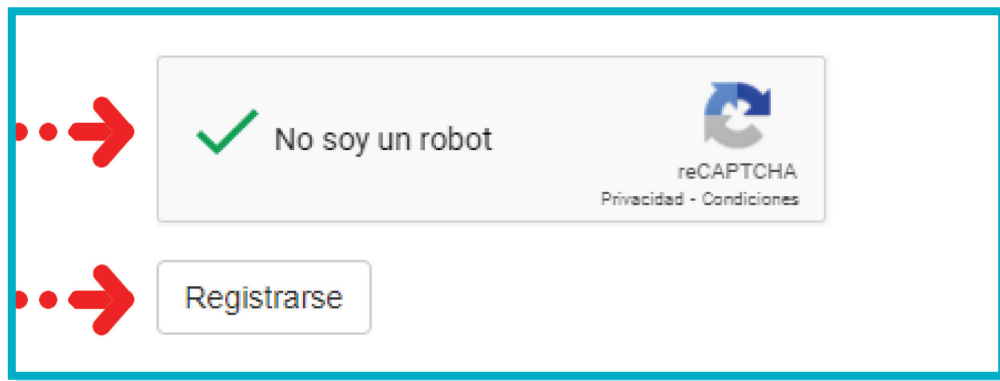 No soy un robot
reCAPTCHA
Privacidad - Condiciones
Registrarse